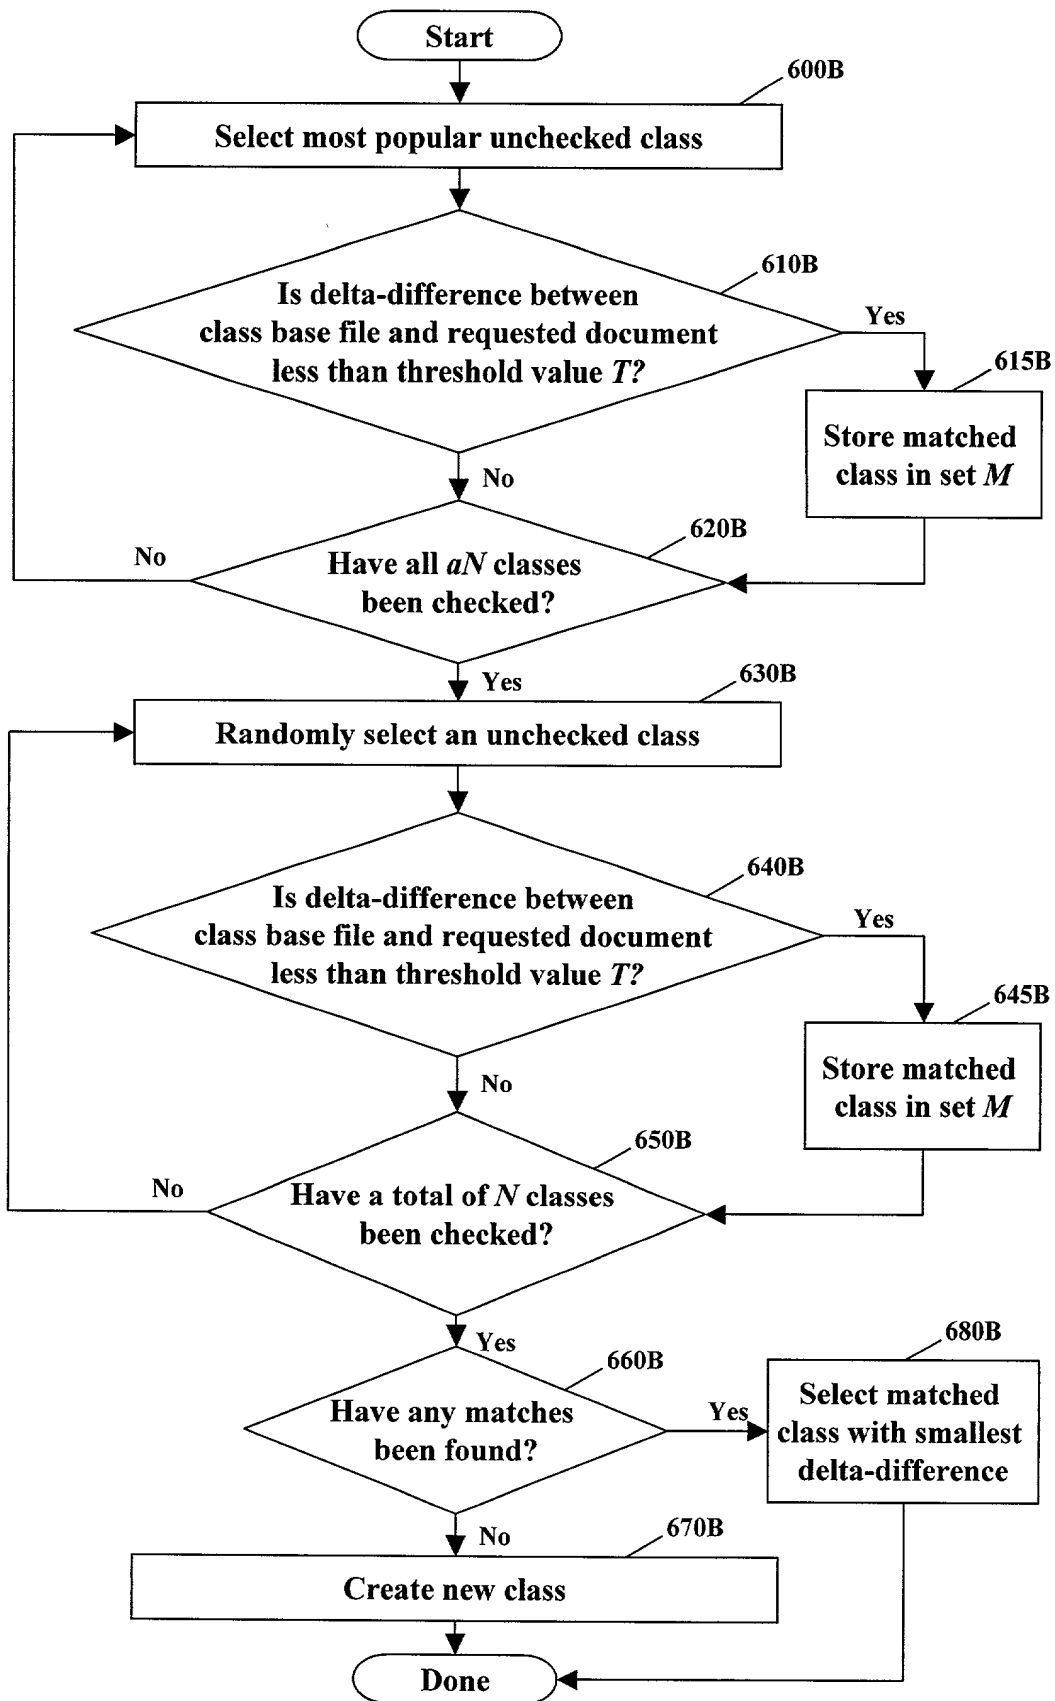 Start
600B
Select most popular unchecked class
610B
Is delta-difference between
class base file and requested document
less than threshold value T?
Yes
615B
Store matched
class in set M
No
620B
Have all aN classes
been checked?
No
Yes
630B
Randomly select an unchecked class
640B
Is delta-difference between
class base file and requested document
less than threshold value T?
Yes
645B
Store matched
class in set M
No
650B
Have a total of N classes
been checked?
No
Yes
660B
Have any matches
been found?
Yes
680B
Select matched
class with smallest
delta-difference
No
670B
Create new class
Done